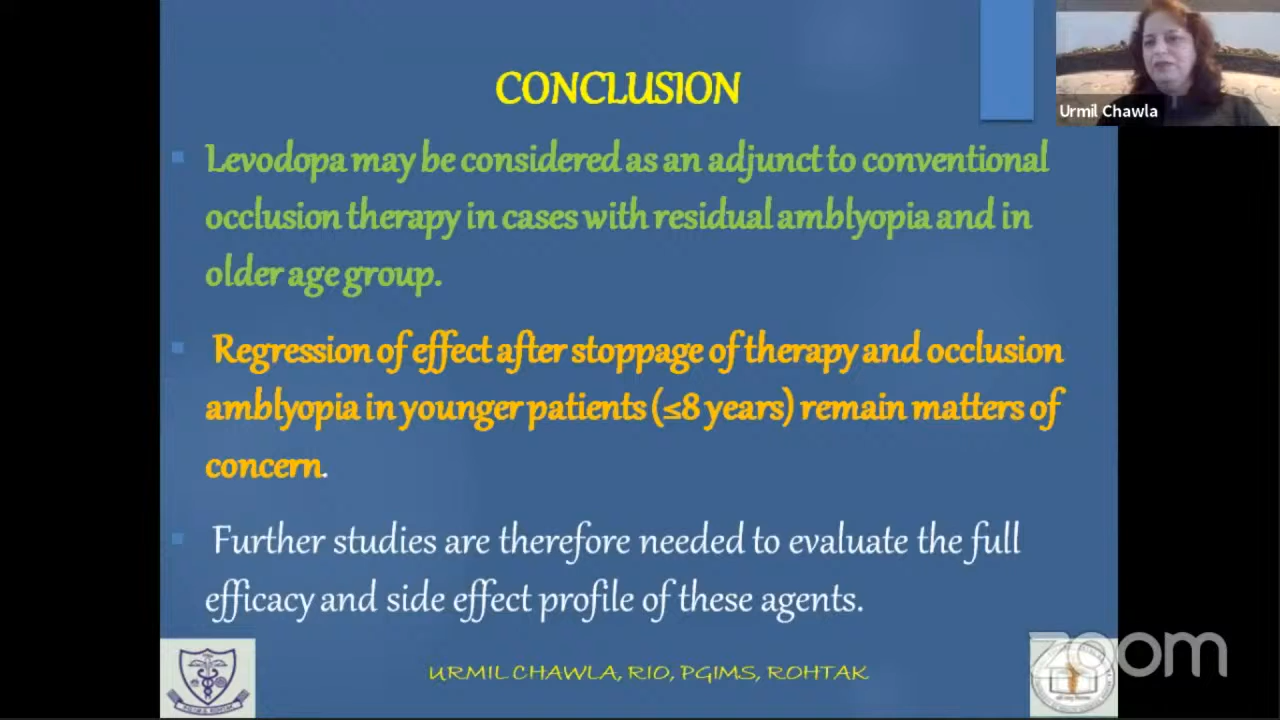 CONCLUSION
Urmil Chawla
Levodopa may be considered as an adjunct to conventional
occlusion therapy in cases with residual amblyopia and in
older age group.
Regression of effect after stoppage of therapy and occlusion
amblyopia in younger patients (≤8 years) remain matters of
concern.
Further studies are therefore needed to evaluate the full
efficacy and side effect profile of these agents.
URMIL CHAWLA, RIO, PGIMS, ROHTAK
zoom